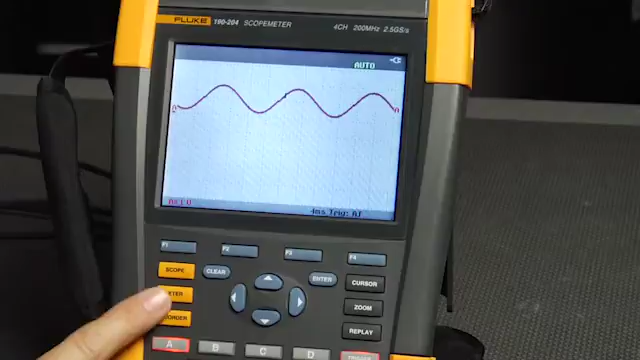 FLUKE 190-204 SCOPEMETER 4CH 200MHz 2.5GS/s
AUTO
A
A
4ms Trig:
F1 F2 F3 F4
SCOPE CLEAR ENTER CURSOR
ZOOM
REPLAY
A B C D TRIGGER